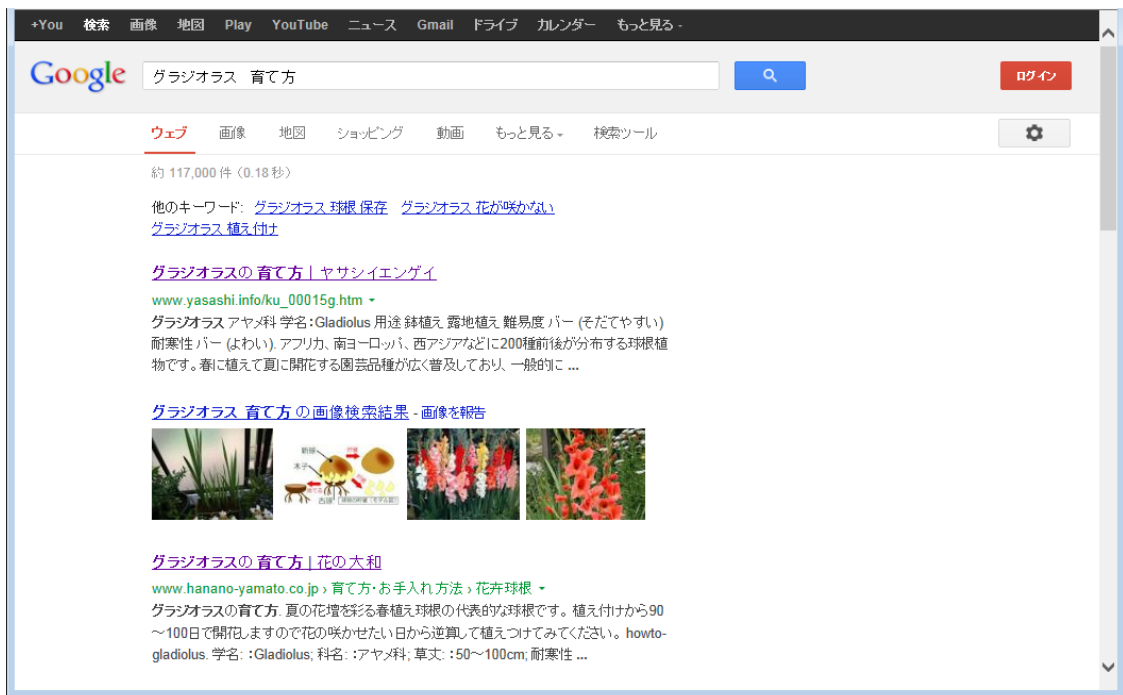 +You 検索 画像 地図 Play YouTube ニュース Gmail ドライブ カレンダー もっと見る
Google グラジオラス 育て方 ログイン
ウェブ 画像 地図 ショッピング 動画 もっと見る 検索ツール
約 117,000 件 (0.18 秒)
他のキーワード: グラジオラス 球根 保存 グラジオラス 花が咲かない
グラジオラス 植え付け
グラジオラスの 育て方 | ヤサシイエンゲイ
www.yasashi.info/ku_00015g.htm
グラジオラス アヤメ科 学名:Gladiolus 用途 鉢植え 露地植え 難易度 バー (そだてやすい)
耐寒性 バー (よわい). アフリカ、南ヨーロッパ、西アジアなどに200種前後が分布する球根植
物です。春に植えて夏に開花する園芸品種が広く普及しており、一般的に ...
グラジオラス 育て方 の画像検索結果 - 画像を報告
新球
木子
古球
グラジオラスの 育て方 | 花の大和
www.hanano-yamato.co.jp › 育て方・お手入れ方法 › 花卉球根
グラジオラスの育て方. 夏の花壇を彩る春植え球根の代表的な球根です。植え付けから90
～100日で開花しますので花の咲かせたい日から逆算して植えつけてみてください。howto-
gladiolus. 学名: :Gladiolus; 科名: :アヤメ科; 草丈: :50～100cm; 耐寒性 ...